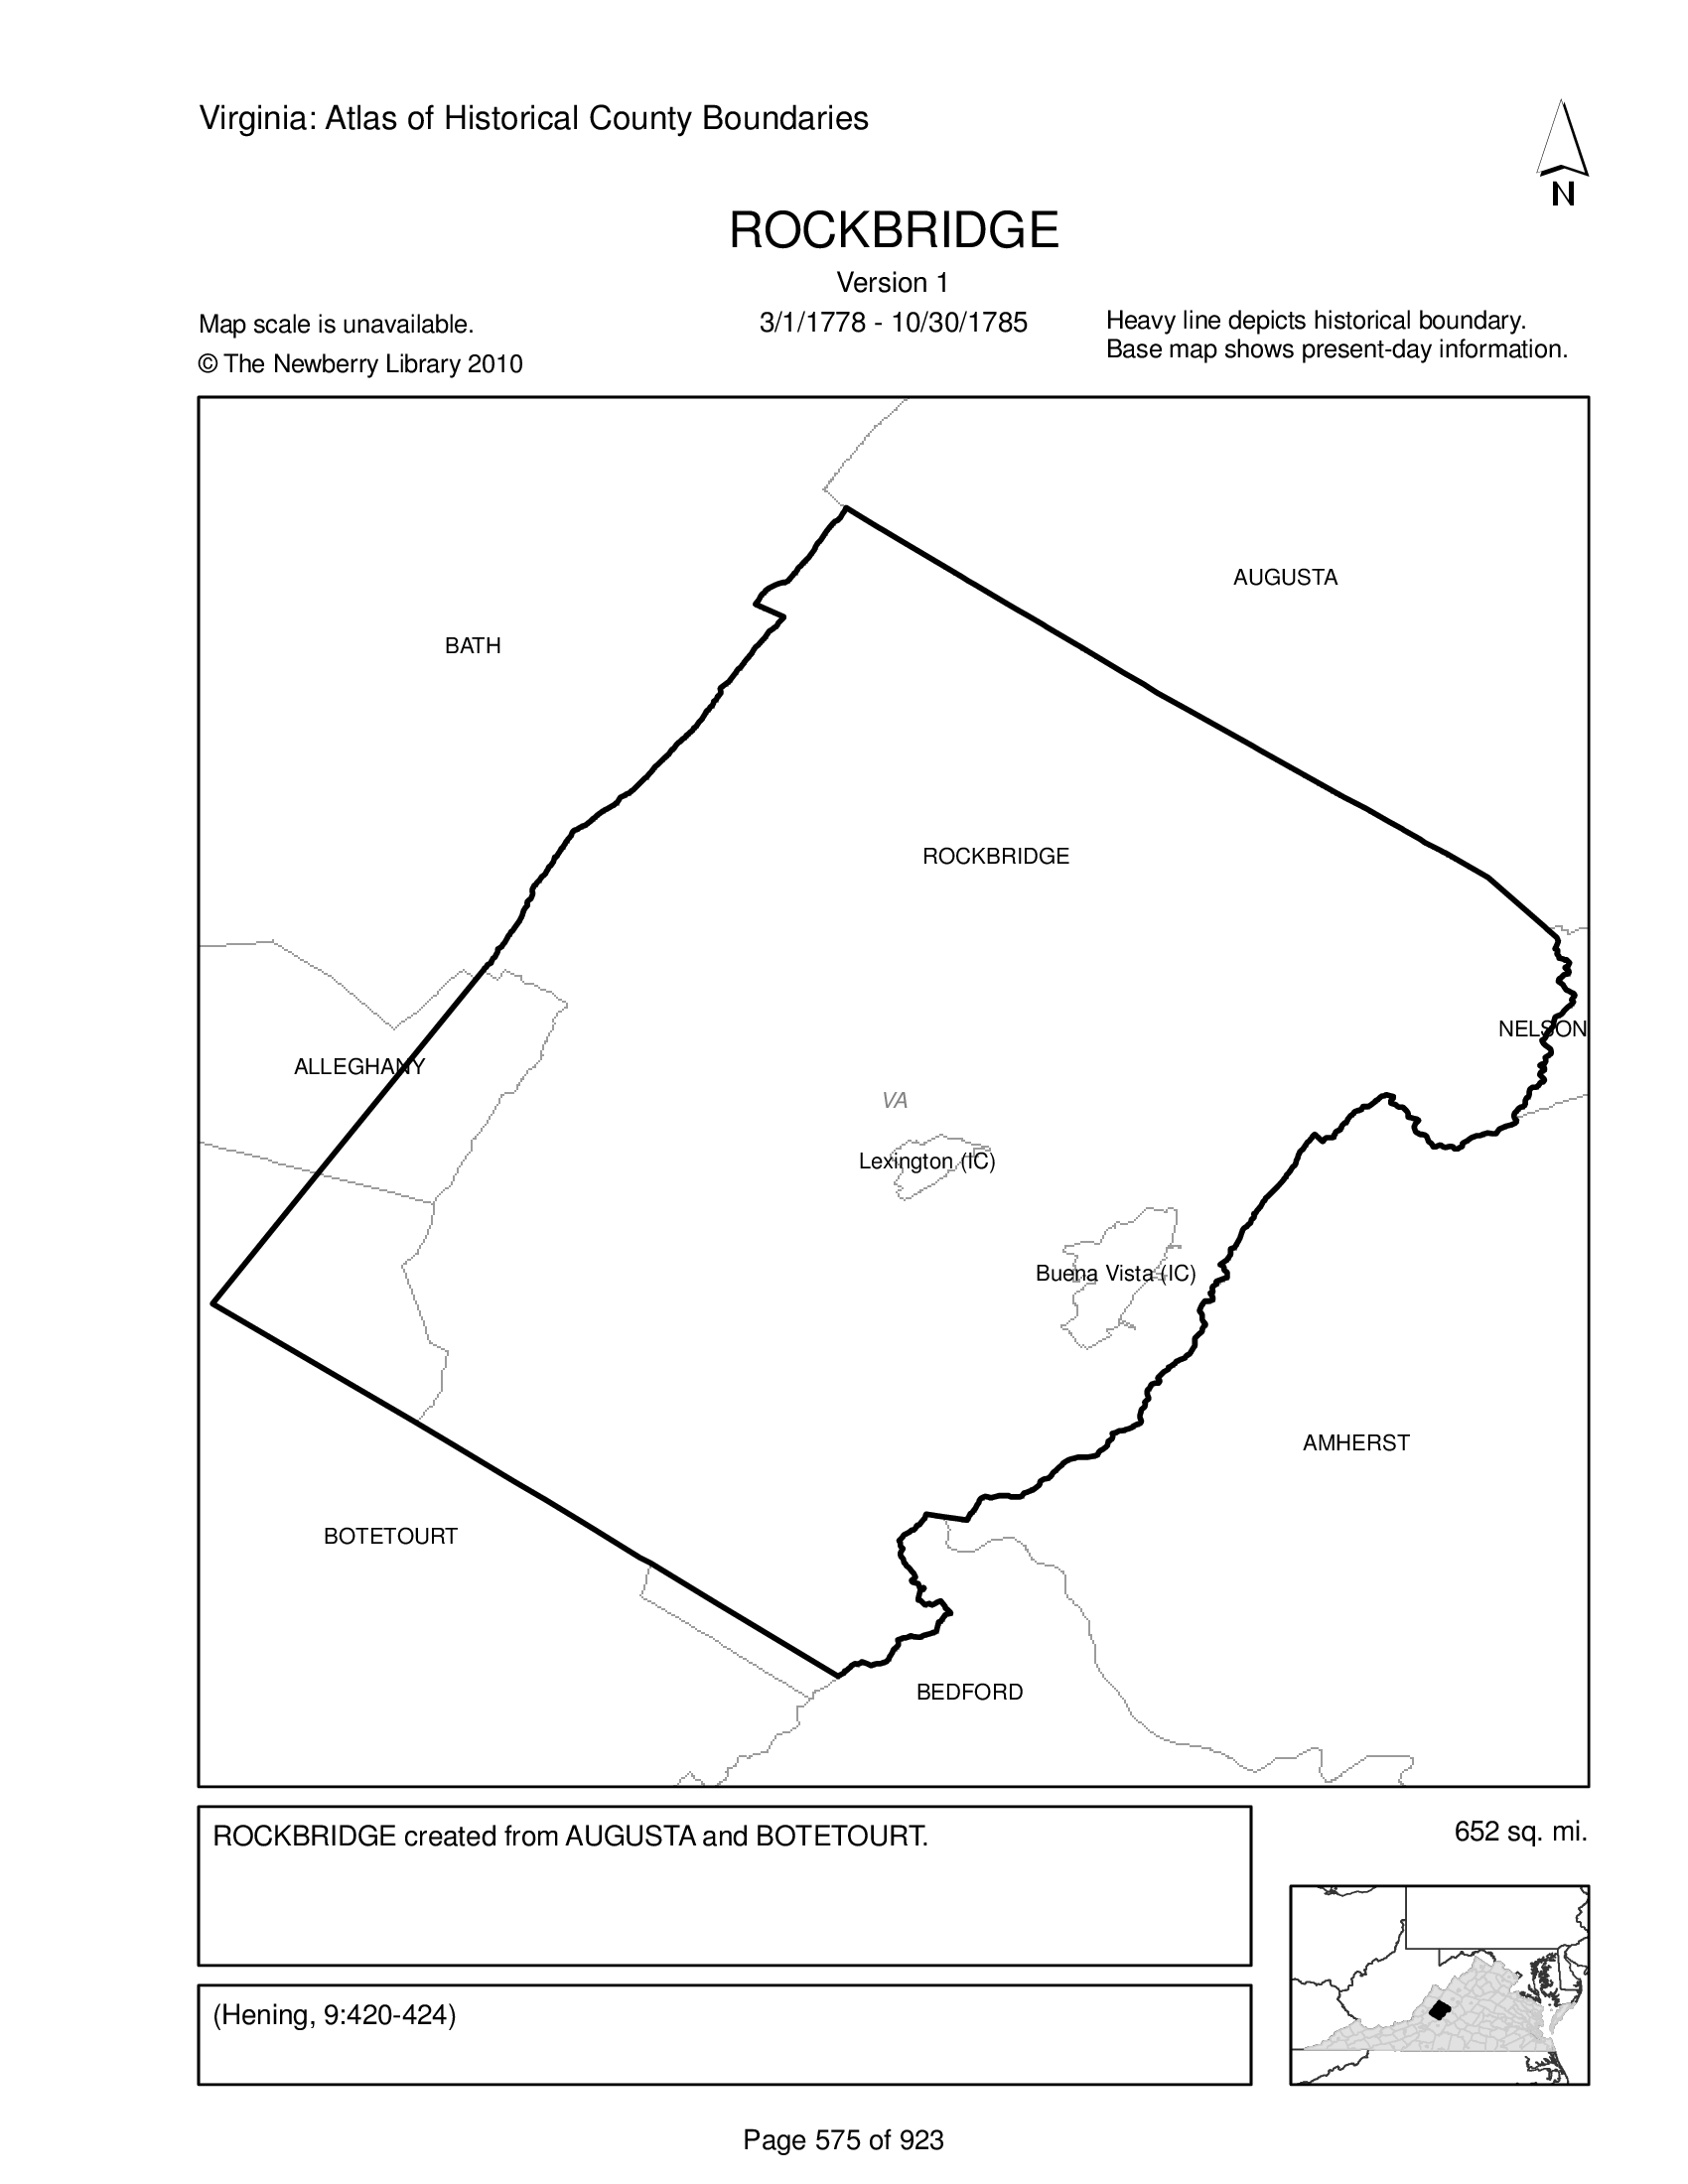 Virginia: Atlas of Historical County Boundaries
N
ROCKBRIDGE
Version 1
3/1/1778 - 10/30/1785
Map scale is unavailable.
© The Newberry Library 2010
Heavy line depicts historical boundary.
Base map shows present-day information.
AUGUSTA
BATH
ROCKBRIDGE
NELSON
ALLEGHANY
VA
Lexington (IC)
Buena Vista (IC)
AMHERST
BOTETOURT
BEDFORD
ROCKBRIDGE created from AUGUSTA and BOTETOURT.
652 sq. mi.
(Hening, 9:420-424)
Page 575 of 923